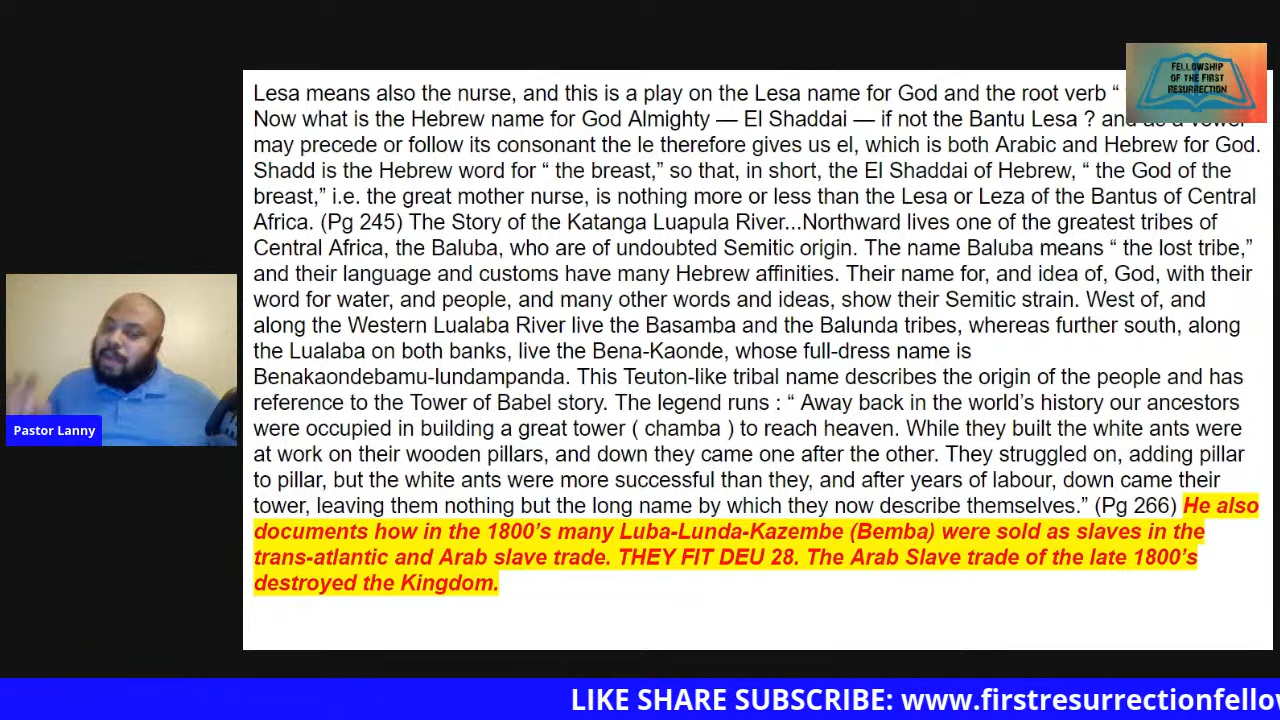 FELLOWSHIP
OF THE FIRST
RESURRECTION
Lesa means also the nurse, and this is a play on the Lesa name for God and the root verb “
Now what is the Hebrew name for God Almighty — El Shaddai — if not the Bantu Lesa ? and as a vowel
may precede or follow its consonant the le therefore gives us el, which is both Arabic and Hebrew for God.
Shadd is the Hebrew word for “ the breast,” so that, in short, the El Shaddai of Hebrew, “ the God of the
breast,” i.e. the great mother nurse, is nothing more or less than the Lesa or Leza of the Bantus of Central
Africa. (Pg 245) The Story of the Katanga Luapula River...Northward lives one of the greatest tribes of
Central Africa, the Baluba, who are of undoubted Semitic origin. The name Baluba means “ the lost tribe,”
and their language and customs have many Hebrew affinities. Their name for, and idea of, God, with their
word for water, and people, and many other words and ideas, show their Semitic strain. West of, and
along the Western Lualaba River live the Basamba and the Balunda tribes, whereas further south, along
the Lualaba on both banks, live the Bena-Kaonde, whose full-dress name is
Benakaondebamu-lundampanda. This Teuton-like tribal name describes the origin of the people and has
reference to the Tower of Babel story. The legend runs : “ Away back in the world’s history our ancestors
were occupied in building a great tower ( chamba ) to reach heaven. While they built the white ants were
at work on their wooden pillars, and down they came one after the other. They struggled on, adding pillar
to pillar, but the white ants were more successful than they, and after years of labour, down came their
tower, leaving them nothing but the long name by which they now describe themselves.” (Pg 266) He also
documents how in the 1800’s many Luba-Lunda-Kazembe (Bemba) were sold as slaves in the
trans-atlantic and Arab slave trade. THEY FIT DEU 28. The Arab Slave trade of the late 1800’s
destroyed the Kingdom.
Pastor Lanny
LIKE SHARE SUBSCRIBE: www.firstresurrectionfello